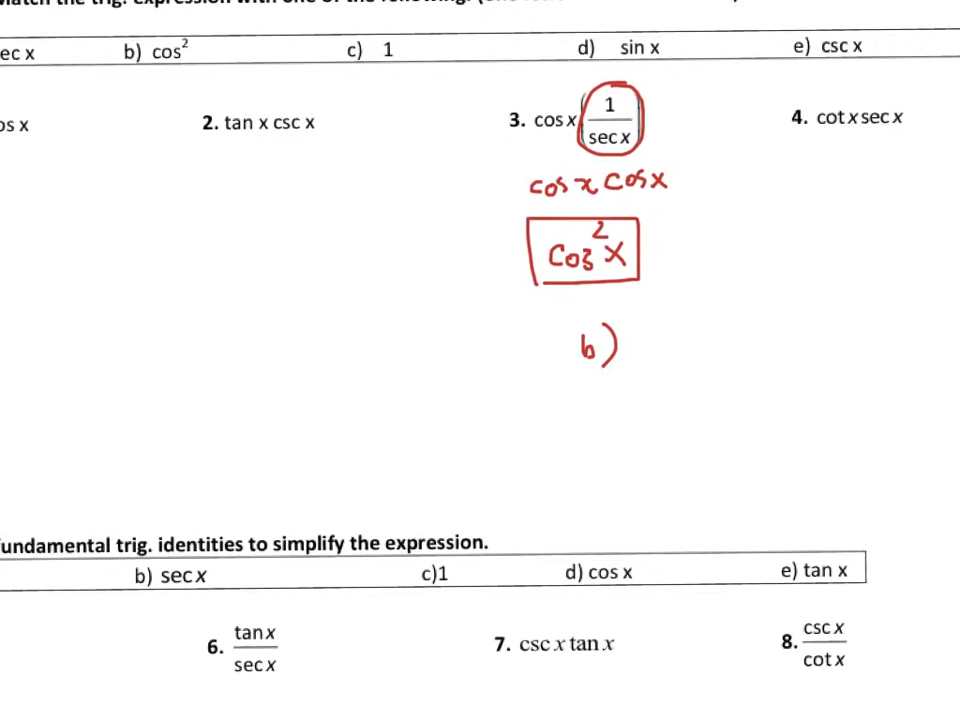 ec x b) cos² c) 1 d) sin x e) csc x
os x 2. tan x csc x 3. cos x (1/sec x) 4. cot x sec x
cos x cos x
cos² x
b)
undamental trig. identities to simplify the expression.
b) sec x c)1 d) cos x e) tan x
6. tan x/sec x 7. csc x tan x 8. csc x/cot x